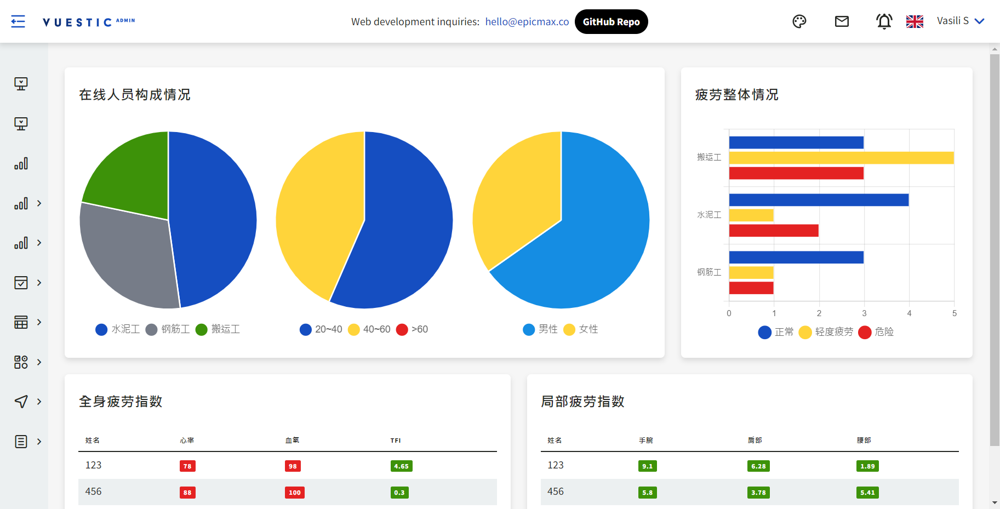 VUESTIC ADMIN
Web development inquiries: hello@epicmax.co GitHub Repo
Vasili S
在线人员构成情况
水泥工 钢筋工 搬运工
20~40 40~60 >60
男性 女性
疲劳整体情况
搬运工
水泥工
钢筋工
0 1 2 3 4 5
正常 轻度疲劳 危险
全身疲劳指数
姓名 心率 血氧 TFI
123 78 98 4.65
456 88 100 0.3
局部疲劳指数
姓名 手腕 肩部 腰部
123 9.1 6.28 1.89
456 5.8 3.78 5.41